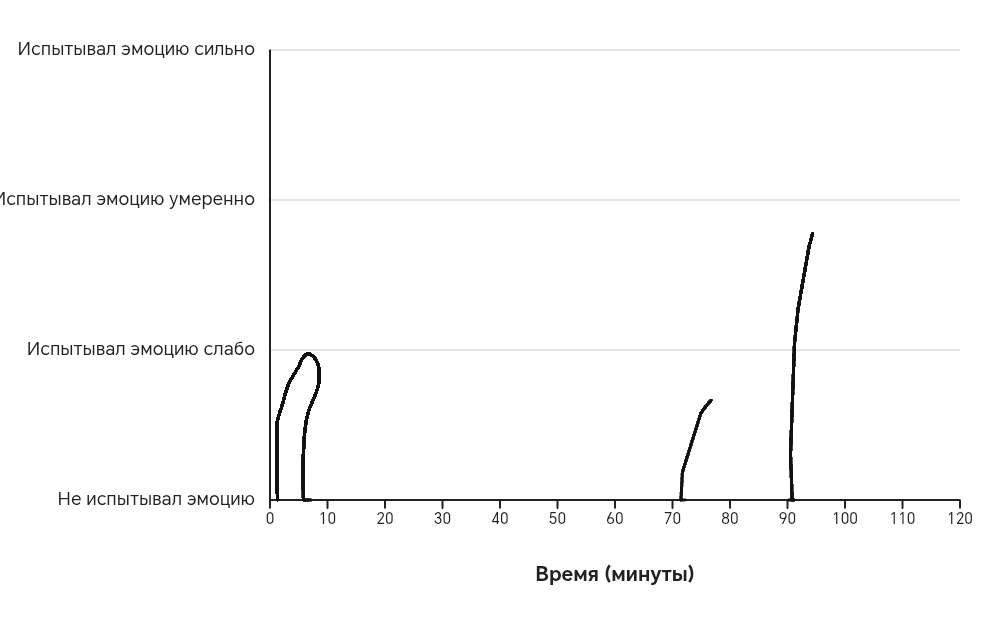 Испытывал эмоцию сильно
Испытывал эмоцию умеренно
Испытывал эмоцию слабо
Не испытывал эмоцию
0 10 20 30 40 50 60 70 80 90 100 110 120
Время (минуты)